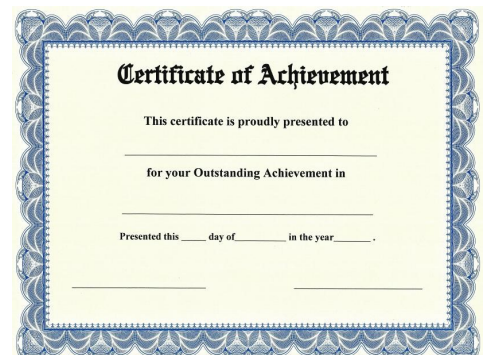 Certificate of Achievement
This certificate is proudly presented to
for your Outstanding Achievement in
Presented this _____ day of___________ in the year________ .